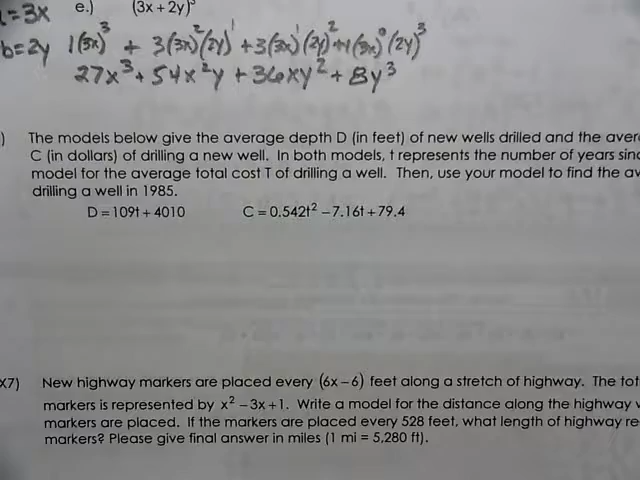 a=3x e.) (3x + 2y)³
b=2y 1(3x)³ + 3(3x)²(2y)¹ + 3(3x)¹(2y)² + 1(3x)⁰(2y)³
27x³ + 54x²y + 36xy² + 8y³
) The models below give the average depth D (in feet) of new wells drilled and the
C (in dollars) of drilling a new well. In both models, t represents the number of years
model for the average total cost T of drilling a well. Then, use your model to find the
drilling a well in 1985.
D = 109t + 4010 C = 0.542t² – 7.16t + 79.4
X7) New highway markers are placed every (6x – 6) feet along a stretch of highway. The
markers is represented by x² – 3x + 1. Write a model for the distance along the highway
markers are placed. If the markers are placed every 528 feet, what length of highway
markers? Please give final answer in miles (1 mi = 5,280 ft).